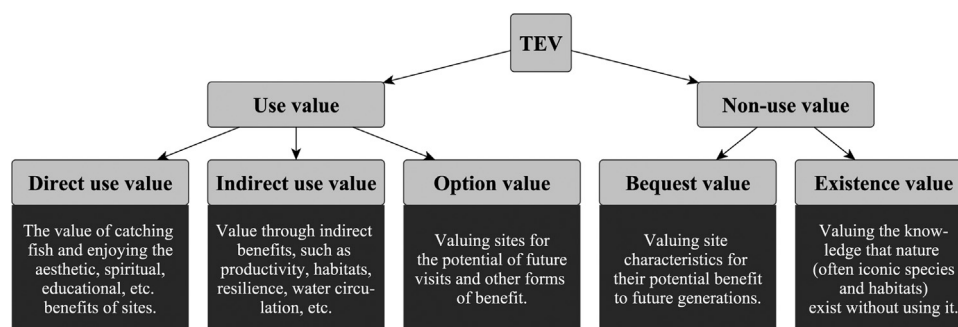 TEV
Use value
Non-use value
Direct use value
The value of catching
fish and enjoying the
aesthetic, spiritual,
educational, etc.
benefits of sites.
Indirect use value
Value through indirect
benefits, such as
productivity, habitats,
resilience, water circu-
lation, etc.
Option value
Valuing sites for
the potential of future
visits and other forms
of benefit.
Bequest value
Valuing site
characteristics for
their potential benefit
to future generations.
Existence value
Valuing the know-
ledge that nature
(often iconic species
and habitats)
exist without using it.